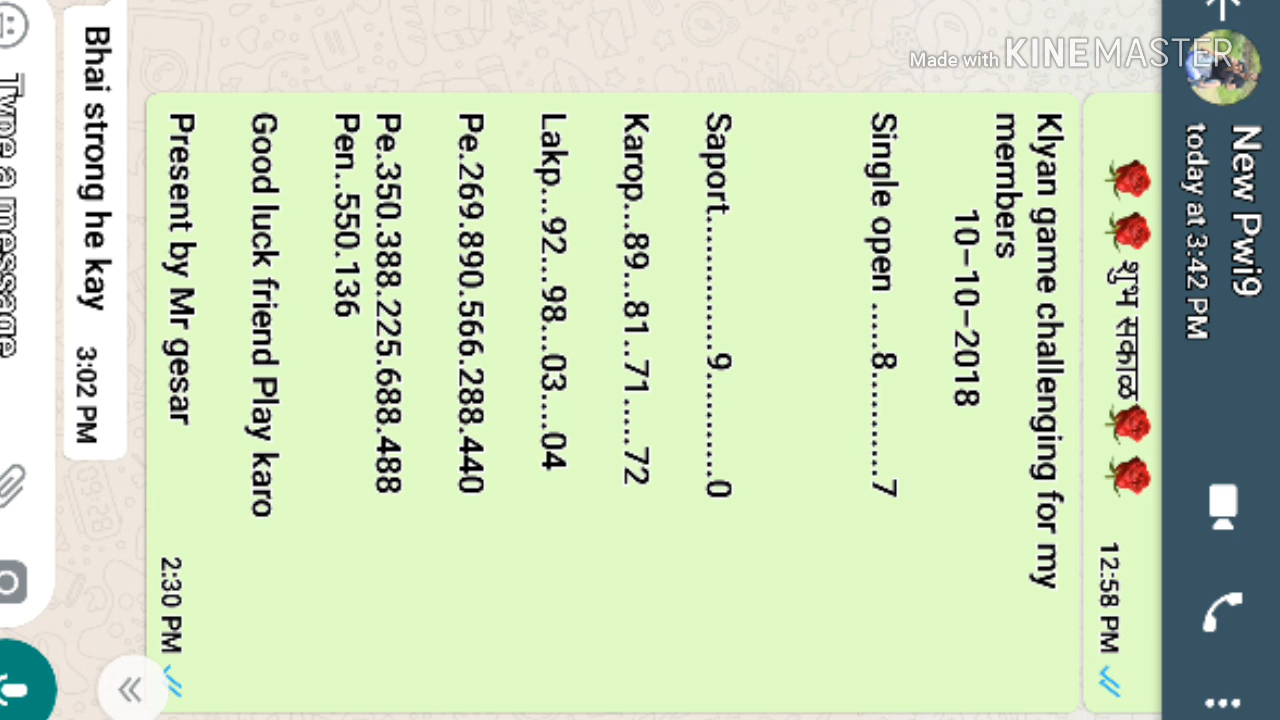 New Pwi9
today at 3:42 PM
Made with KINEMASTER
शुभ सकाळ
12:58 PM
Klyan game challenging for my
members
10-10-2018
Single open .....8...........7
Saport...............9...........0
Karop...89...81..71.....72
Lakp...92...98...03....04
Pe.269.890.566.288.440
Pe.350.388.225.688.488
Pen..550.136
Good luck friend Play karo
Present by Mr gesar
2:30 PM
Bhai strong he kay 3:02 PM
Type a message